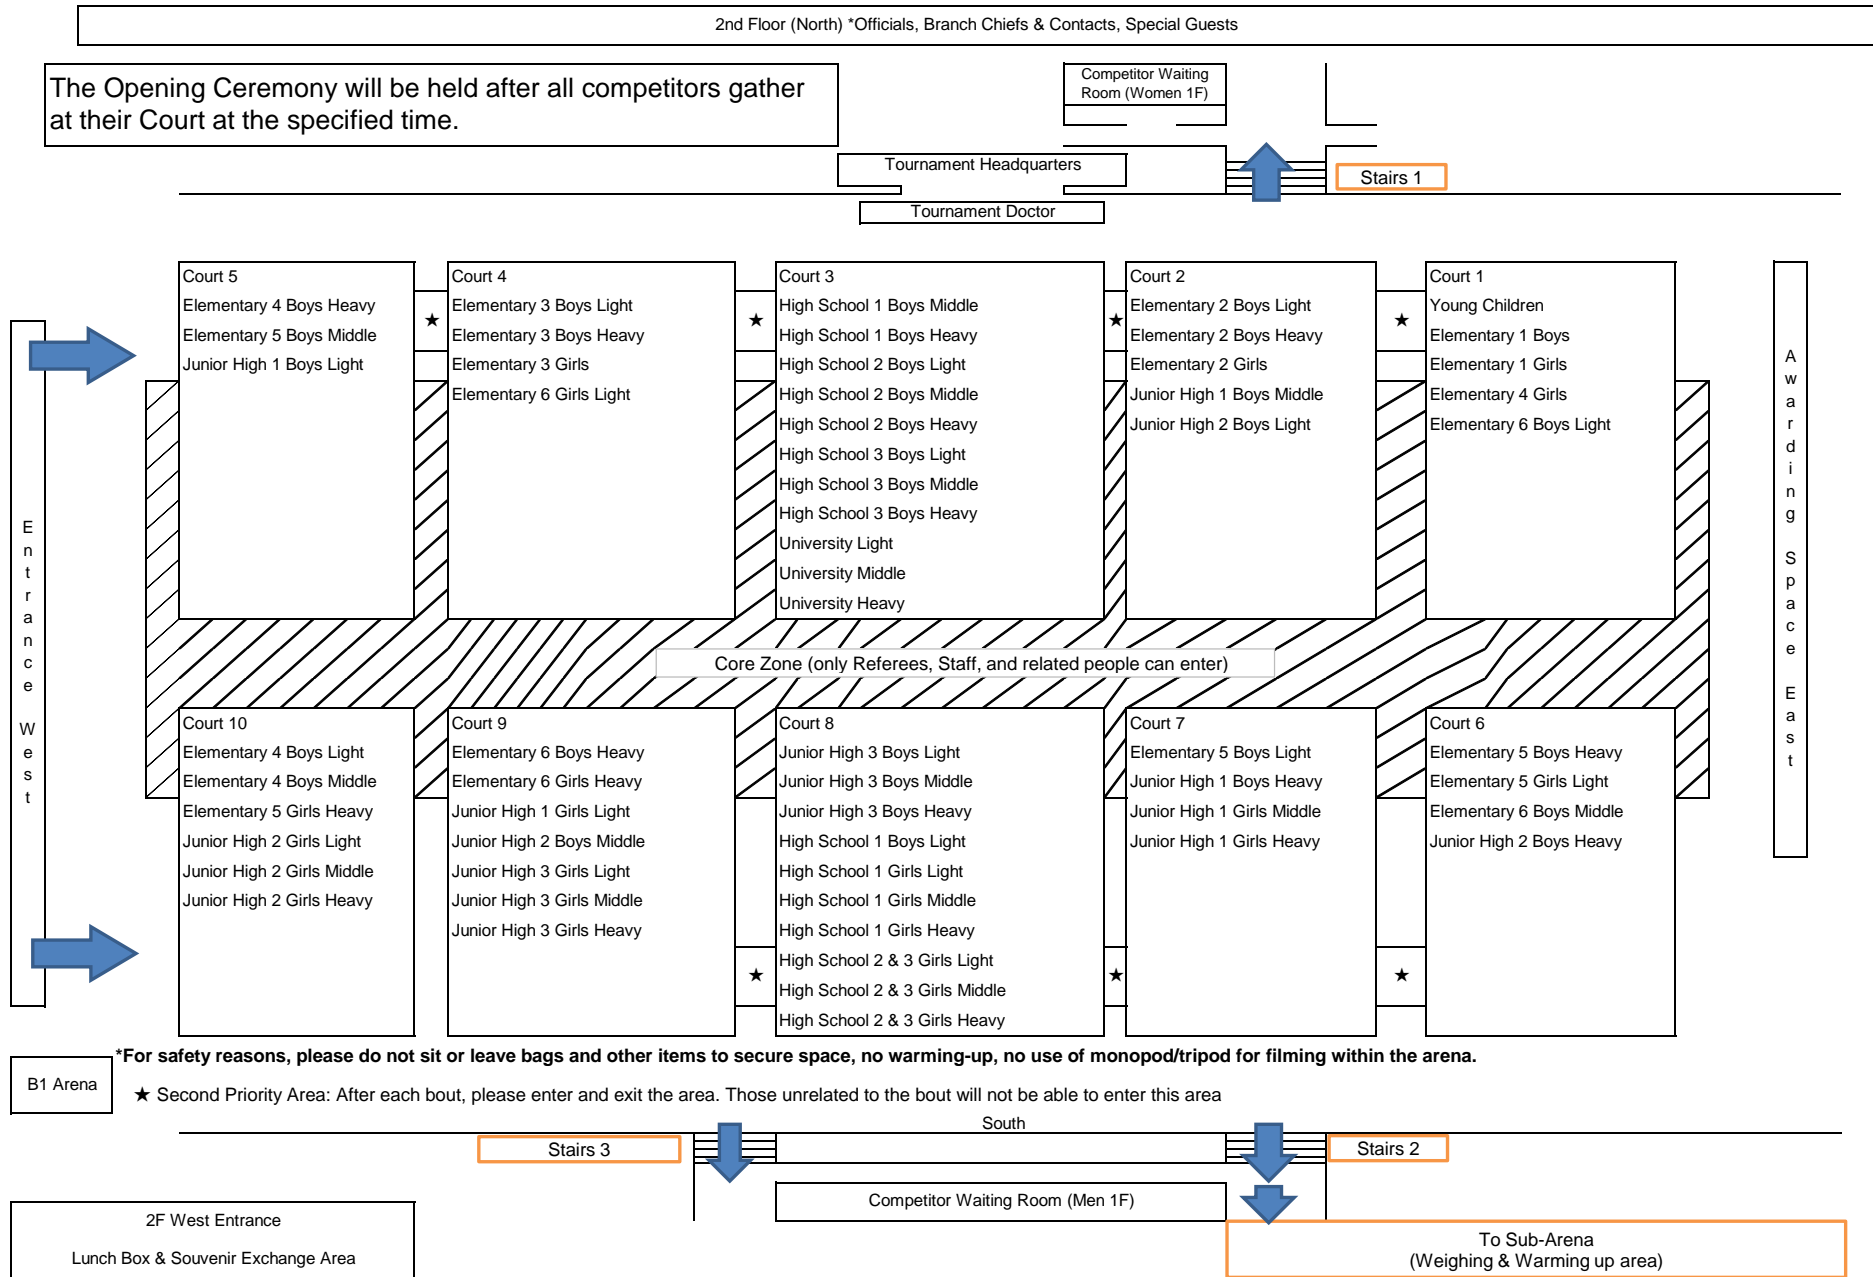 2nd Floor (North) *Officials, Branch Chiefs & Contacts, Special Guests
The Opening Ceremony will be held after all competitors gather
at their Court at the specified time.
Competitor Waiting
Room (Women 1F)
Tournament Headquarters
Stairs 1
Tournament Doctor
Entrance West
Court 5
Elementary 4 Boys Heavy
Elementary 5 Boys Middle
Junior High 1 Boys Light
★
Court 4
Elementary 3 Boys Light
Elementary 3 Boys Heavy
Elementary 3 Girls
Elementary 6 Girls Light
★
Court 3
High School 1 Boys Middle
High School 1 Boys Heavy
High School 2 Boys Light
High School 2 Boys Middle
High School 2 Boys Heavy
High School 3 Boys Light
High School 3 Boys Middle
High School 3 Boys Heavy
University Light
University Middle
University Heavy
★
Court 2
Elementary 2 Boys Light
Elementary 2 Boys Heavy
Elementary 2 Girls
Junior High 1 Boys Middle
Junior High 2 Boys Light
★
Court 1
Young Children
Elementary 1 Boys
Elementary 1 Girls
Elementary 4 Girls
Elementary 6 Boys Light
Awarding Space East
Core Zone (only Referees, Staff, and related people can enter)
Court 10
Elementary 4 Boys Light
Elementary 4 Boys Middle
Elementary 5 Girls Heavy
Junior High 2 Girls Light
Junior High 2 Girls Middle
Junior High 2 Girls Heavy
Court 9
Elementary 6 Boys Heavy
Elementary 6 Girls Heavy
Junior High 1 Girls Light
Junior High 2 Boys Middle
Junior High 3 Girls Light
Junior High 3 Girls Middle
Junior High 3 Girls Heavy
★
Court 8
Junior High 3 Boys Light
Junior High 3 Boys Middle
Junior High 3 Boys Heavy
High School 1 Boys Light
High School 1 Girls Light
High School 1 Girls Middle
High School 1 Girls Heavy
High School 2 & 3 Girls Light
High School 2 & 3 Girls Middle
High School 2 & 3 Girls Heavy
★
Court 7
Elementary 5 Boys Light
Junior High 1 Boys Heavy
Junior High 1 Girls Middle
Junior High 1 Girls Heavy
★
Court 6
Elementary 5 Boys Heavy
Elementary 5 Girls Light
Elementary 6 Boys Middle
Junior High 2 Boys Heavy
*For safety reasons, please do not sit or leave bags and other items to secure space, no warming-up, no use of monopod/tripod for filming within the arena.
B1 Arena
★ Second Priority Area: After each bout, please enter and exit the area. Those unrelated to the bout will not be able to enter this area
South
Stairs 3
Stairs 2
Competitor Waiting Room (Men 1F)
2F West Entrance
Lunch Box & Souvenir Exchange Area
To Sub-Arena
(Weighing & Warming up area)